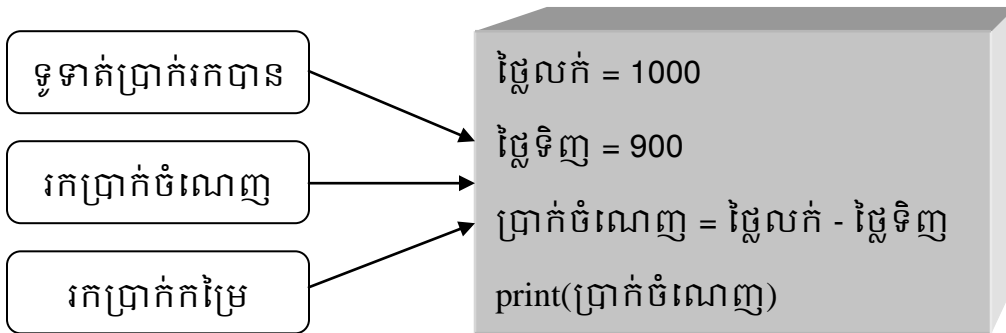 ទូទាត់ប្រាក់រកបាន
រកប្រាក់ចំណេញ
រកប្រាក់កម្រៃ
ថ្លៃលក់ = 1000
ថ្លៃទិញ = 900
ប្រាក់ចំណេញ = ថ្លៃលក់ - ថ្លៃទិញ
print(ប្រាក់ចំណេញ)